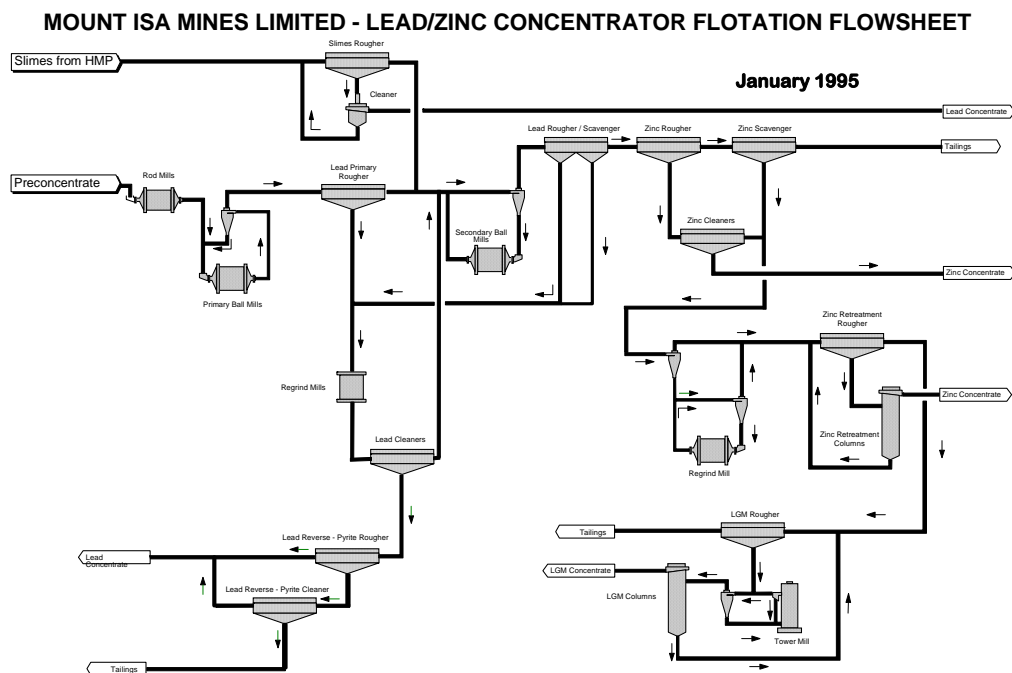 MOUNT ISA MINES LIMITED - LEAD/ZINC CONCENTRATOR FLOTATION FLOWSHEET
Slimes Rougher
Slimes from HMP
January 1995
Cleaner
Lead Concentrate
Lead Rougher / Scavenger
Zinc Rougher
Zinc Scavenger
Tailings
Lead Primary
Rougher
Rod Mills
Preconcentrate
Zinc Cleaners
Secondary Ball
Mills
Zinc Concentrate
Primary Ball Mills
Zinc Retreatment
Rougher
Regrind Mills
Zinc Concentrate
Zinc Retreatment
Columns
Lead Cleaners
Regrind Mill
LGM Rougher
Tailings
Lead Reverse - Pyrite Rougher
Lead
Concentrate
LGM Concentrate
Lead Reverse - Pyrite Cleaner
LGM Columns
Tower Mill
Tailings